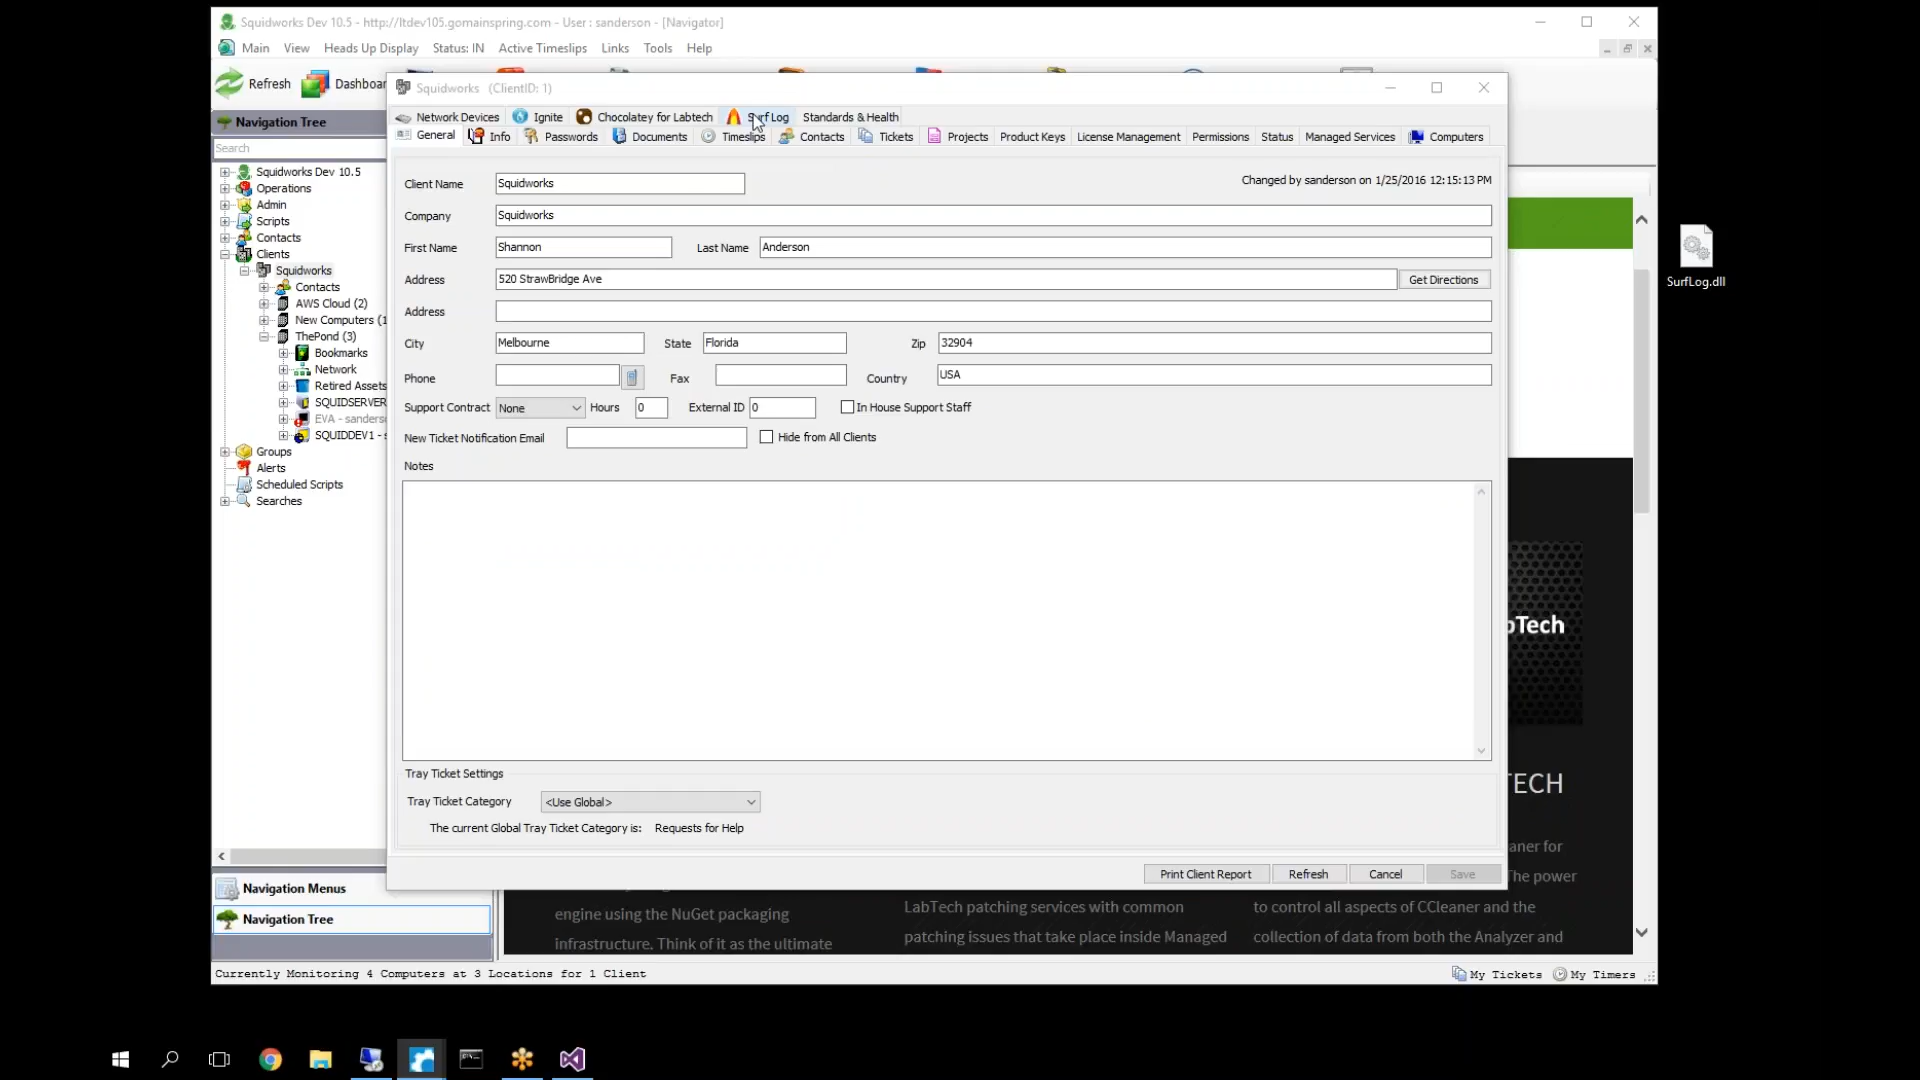 Squidworks Dev 10.5 - http://ltdev105.gomainspring.com - User : sanderson - [Navigator]
Main View Heads Up Display Status: IN Active Timeslips Links Tools Help
Refresh
Squidworks (ClientID: 1)
Network Devices Ignite Chocolatey for Labtech Surf Log Standards & Health
General Info Passwords Documents Timeslips Contacts Tickets Projects Product Keys License Management Permissions Status Managed Services Computers
Navigation Tree
Search
Squidworks Dev 10.5
Operations
Admin
Scripts
Contacts
Clients
Squidworks
Contacts
AWS Cloud (2)
New Computers (1
ThePond (3)
Bookmarks
Network
Retired Assets
SQUIDSERVER
EVA - sanders
SQUIDDEV1 - s
Groups
Alerts
Scheduled Scripts
Searches
Navigation Menus
Navigation Tree
Client Name Squidworks
Changed by sanderson on 1/25/2016 12:15:13 PM
Company Squidworks
First Name Shannon Last Name Anderson
Address 520 StrawBridge Ave Get Directions
Address
City Melbourne State Florida Zip 32904
Phone Fax Country USA
Support Contract None Hours 0 External ID 0 In House Support Staff
New Ticket Notification Email Hide from All Clients
Notes
Tray Ticket Settings
Tray Ticket Category <Use Global>
The current Global Tray Ticket Category is: Requests for Help
Print Client Report Refresh Cancel Save
bTech
TECH
engine using the NuGet packaging
infrastructure. Think of it as the ultimate
LabTech patching services with common
patching issues that take place inside Managed
aner for
The power
to control all aspects of CCleaner and the
collection of data from both the Analyzer and
Currently Monitoring 4 Computers at 3 Locations for 1 Client
My Tickets My Timers
SurfLog.dll